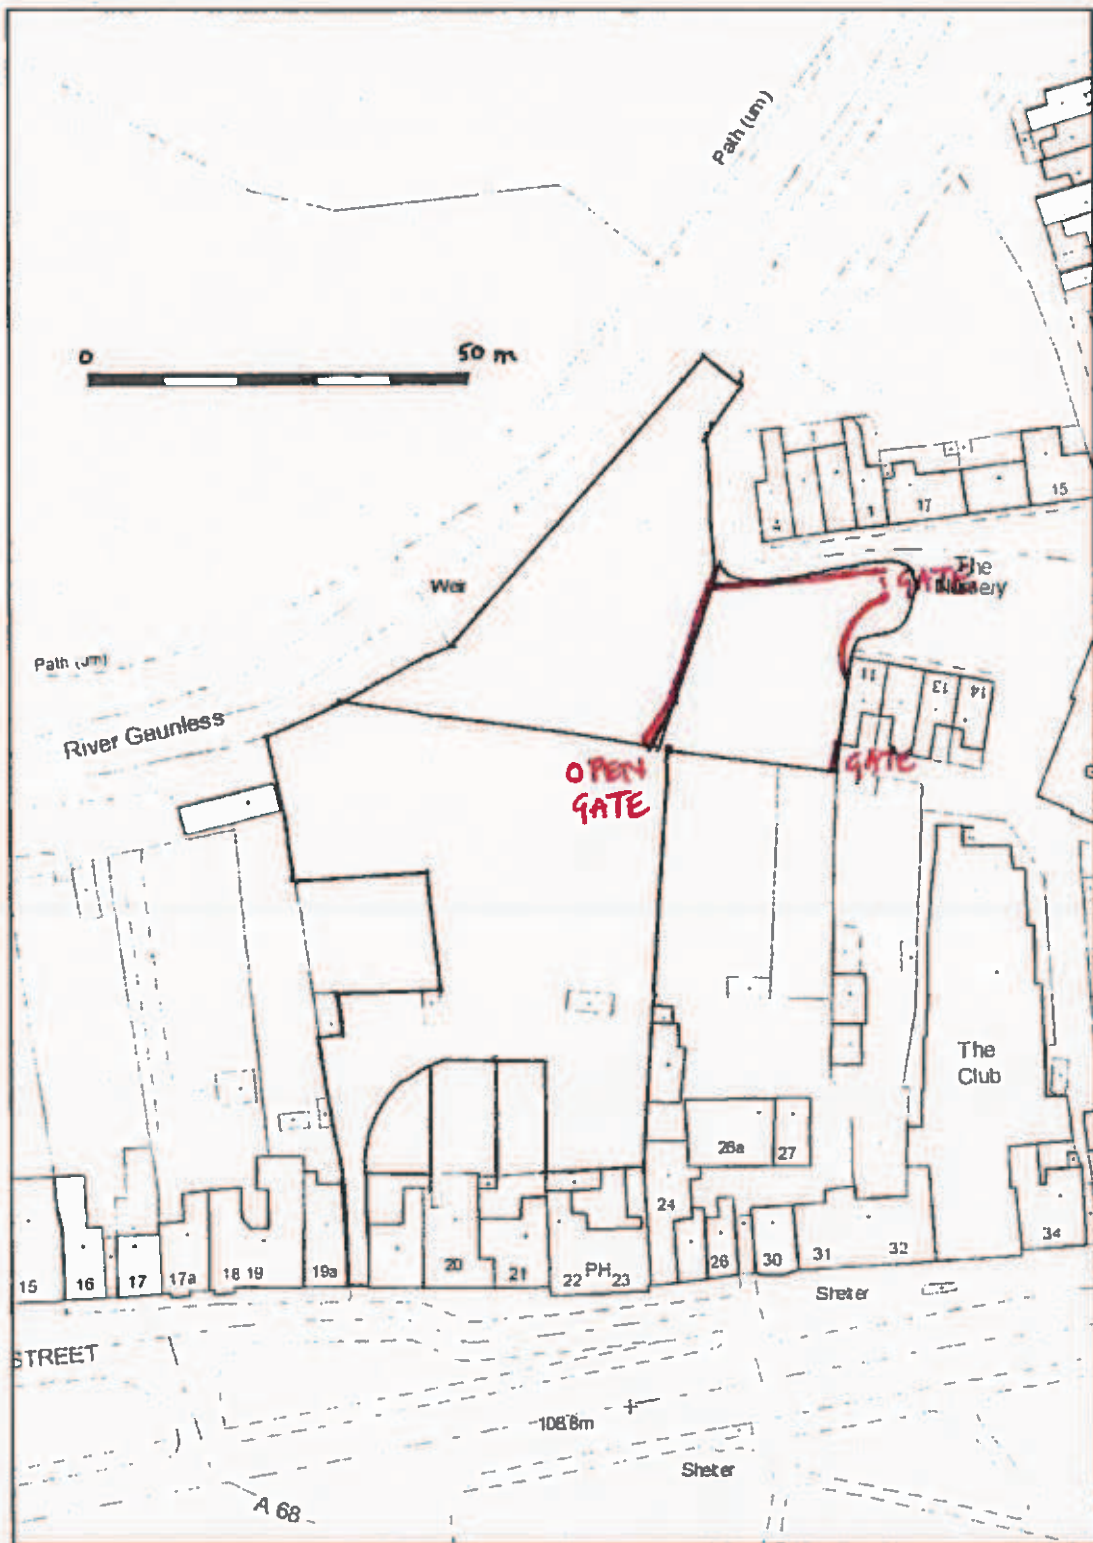 Path (um)
0 50 m
4
1
17
15
The
Nursery
GATE
Weir
Path (um)
River Gaunless
11
13
14
OPEN
GATE
GATE
The
Club
26a
27
24
15
16
17
17a
18 19
19a
20
21
22
PH
23
26
30
31
32
34
Shelter
STREET
108.8m
Shelter
A 68